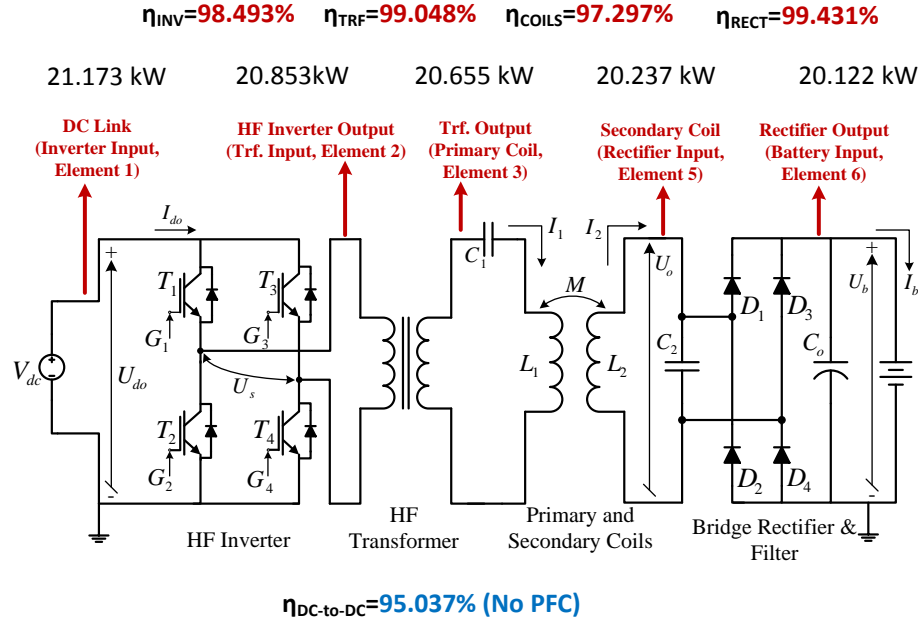 ηINV=98.493% ηTRF=99.048% ηCOILS=97.297% ηRECT=99.431%
21.173 kW 20.853kW 20.655 kW 20.237 kW 20.122 kW
DC Link
(Inverter Input,
Element 1)
HF Inverter Output
(Trf. Input, Element 2)
Trf. Output
(Primary Coil,
Element 3)
Secondary Coil
(Rectifier Input,
Element 5)
Rectifier Output
(Battery Input,
Element 6)
Ido
C1
I1
I2
+
T1
T3
Uo
+
Ub
Ib
M
D1
D3
G1
G3
Vdc
+
-
Udo
Us
L1
L2
C2
Co
T2
T4
G2
G4
D2
D4
-
-
HF Inverter
HF
Transformer
Primary and
Secondary Coils
Bridge Rectifier &
Filter
ηDC-to-DC=95.037% (No PFC)